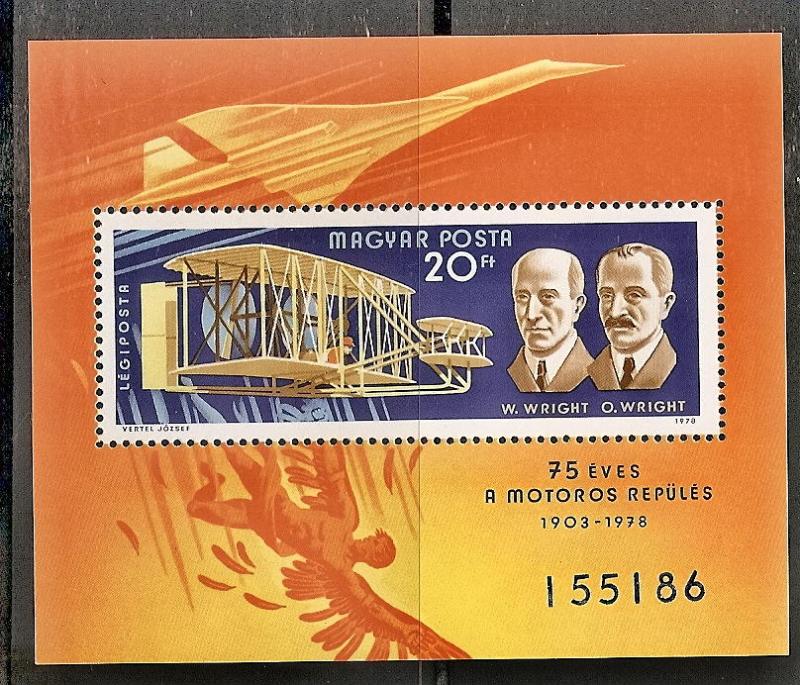 MAGYAR POSTA
20 Ft
LÉGIPOSTA
W. WRIGHT O. WRIGHT
VERTEL JÓZSEF
1978
75 ÉVES
A MOTOROS REPÜLÉS
1903-1978
155186